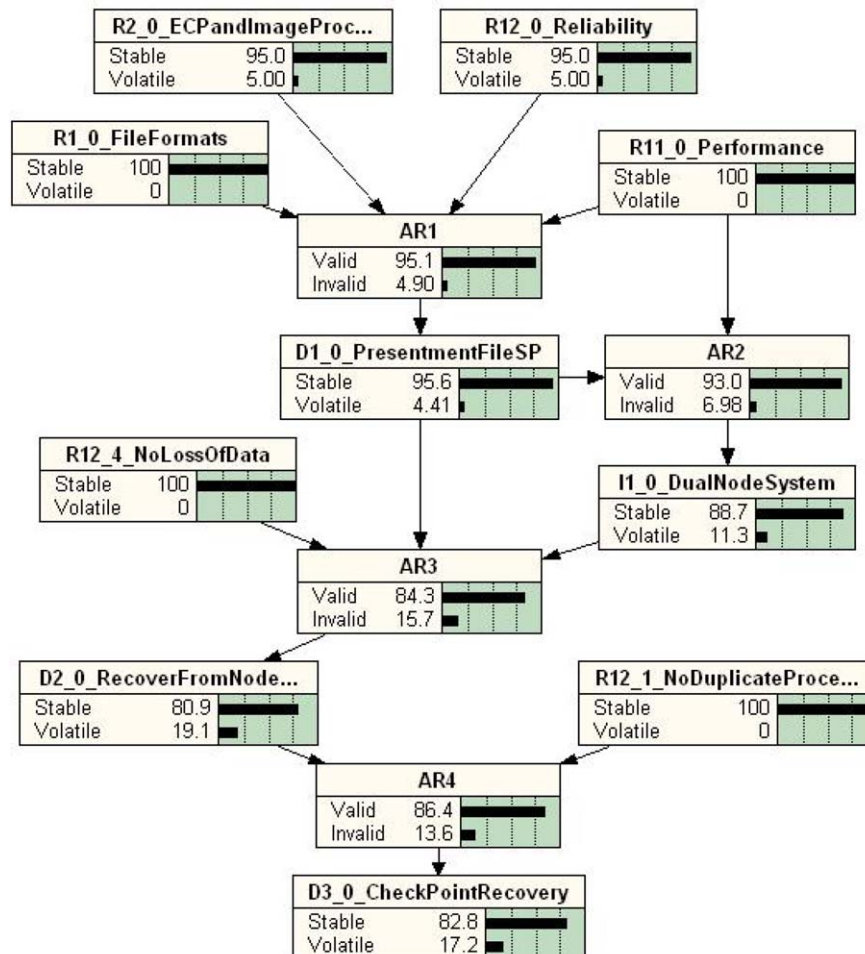 R2_0_ECPandImageProc...
Stable 95.0
Volatile 5.00
R12_0_Reliability
Stable 95.0
Volatile 5.00
R1_0_FileFormats
Stable 100
Volatile 0
R11_0_Performance
Stable 100
Volatile 0
AR1
Valid 95.1
Invalid 4.90
D1_0_PresentmentFileSP
Stable 95.6
Volatile 4.41
AR2
Valid 93.0
Invalid 6.98
R12_4_NoLossOfData
Stable 100
Volatile 0
I1_0_DualNodeSystem
Stable 88.7
Volatile 11.3
AR3
Valid 84.3
Invalid 15.7
D2_0_RecoverFromNode...
Stable 80.9
Volatile 19.1
R12_1_NoDuplicateProce...
Stable 100
Volatile 0
AR4
Valid 86.4
Invalid 13.6
D3_0_CheckPointRecovery
Stable 82.8
Volatile 17.2